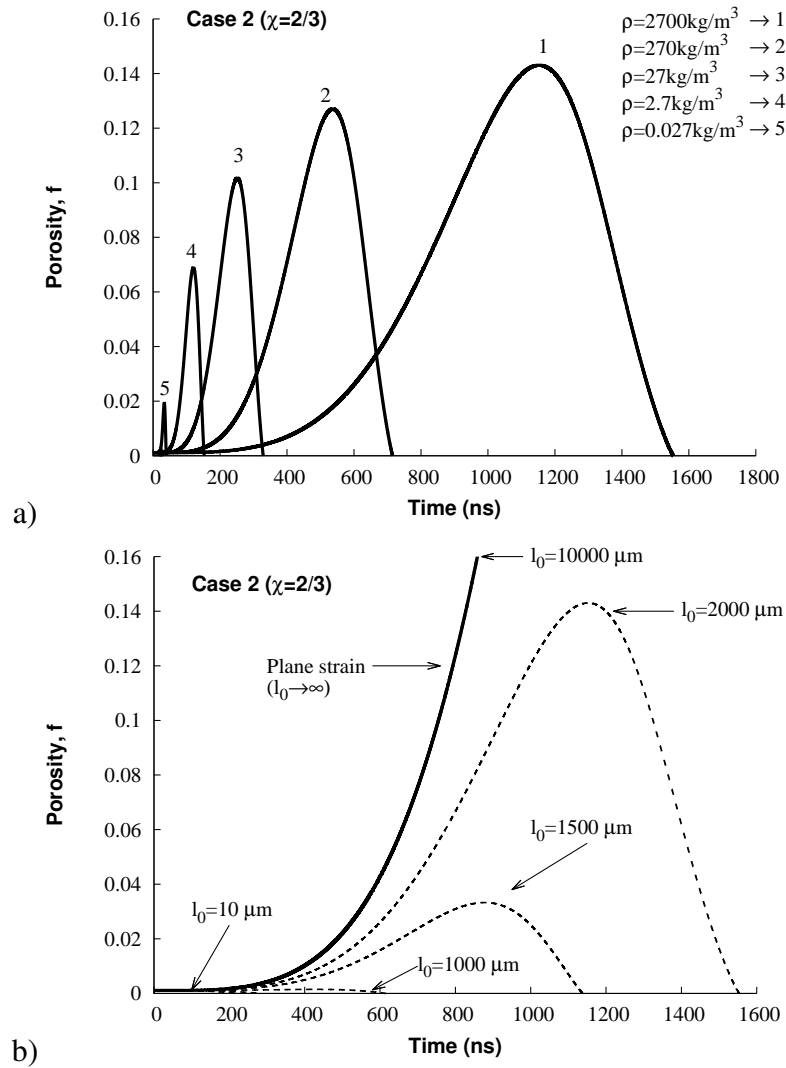 Case 2 (χ=2/3)
ρ=2700kg/m³ → 1
ρ=270kg/m³ → 2
ρ=27kg/m³ → 3
ρ=2.7kg/m³ → 4
ρ=0.027kg/m³ → 5
1
2
3
4
5
0.16
0.14
0.12
0.1
0.08
0.06
0.04
0.02
0
Porosity, f
0 200 400 600 800 1000 1200 1400 1600 1800
Time (ns)
a)
Case 2 (χ=2/3)
l₀=10000 μm
l₀=2000 μm
Plane strain
(l₀→∞)
l₀=1500 μm
l₀=10 μm
l₀=1000 μm
0.16
0.14
0.12
0.1
0.08
0.06
0.04
0.02
0
Porosity, f
0 200 400 600 800 1000 1200 1400 1600
Time (ns)
b)